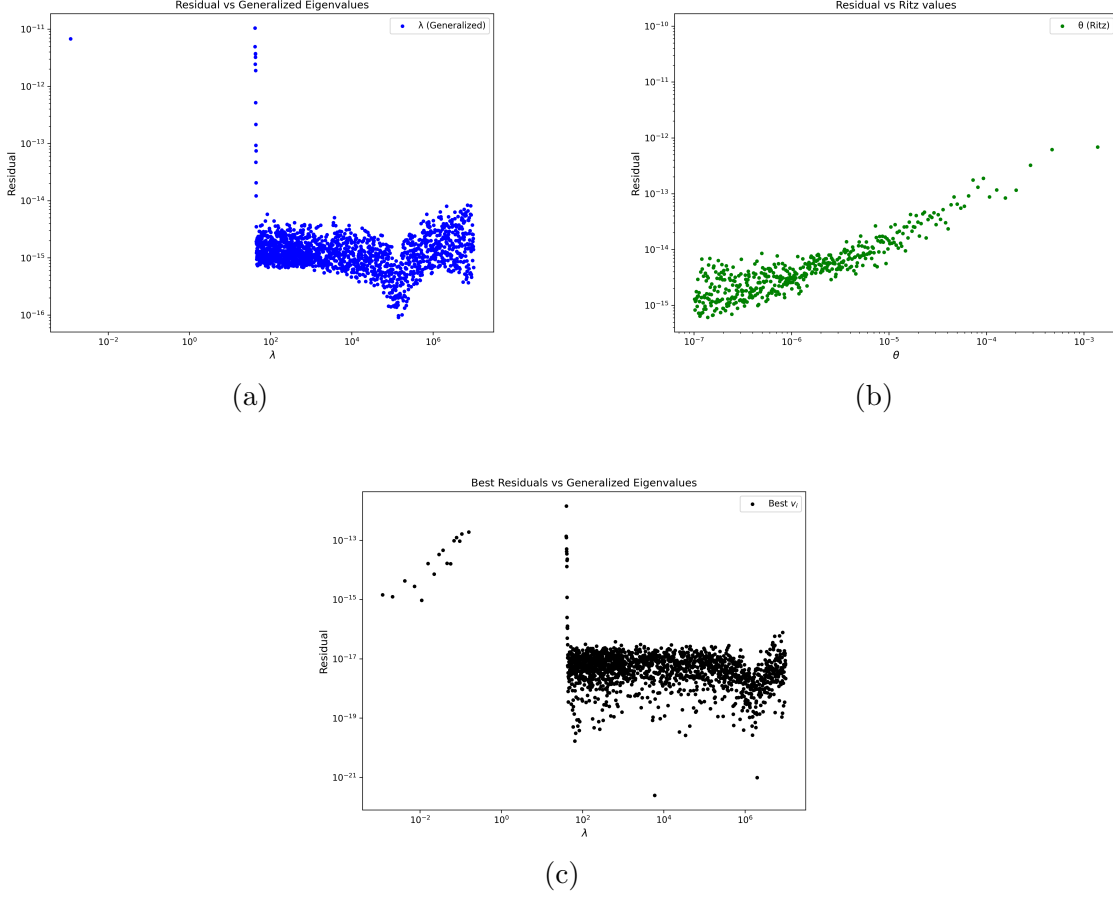 Residual vs Generalized Eigenvalues
λ (Generalized)
Residual
10⁻¹¹
10⁻¹²
10⁻¹³
10⁻¹⁴
10⁻¹⁵
10⁻¹⁶
10⁻² 10⁰ 10² 10⁴ 10⁶
λ
(a)
Residual vs Ritz values
θ (Ritz)
Residual
10⁻¹⁰
10⁻¹¹
10⁻¹²
10⁻¹³
10⁻¹⁴
10⁻¹⁵
10⁻⁷ 10⁻⁶ 10⁻⁵ 10⁻⁴ 10⁻³
θ
(b)
Best Residuals vs Generalized Eigenvalues
Best vᵢ
Residual
10⁻¹³
10⁻¹⁵
10⁻¹⁷
10⁻¹⁹
10⁻²¹
10⁻² 10⁰ 10² 10⁴ 10⁶
λ
(c)